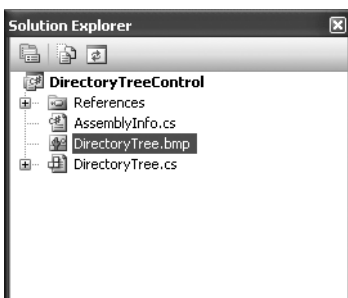 Solution Explorer
DirectoryTreeControl
References
AssemblyInfo.cs
DirectoryTree.bmp
DirectoryTree.cs